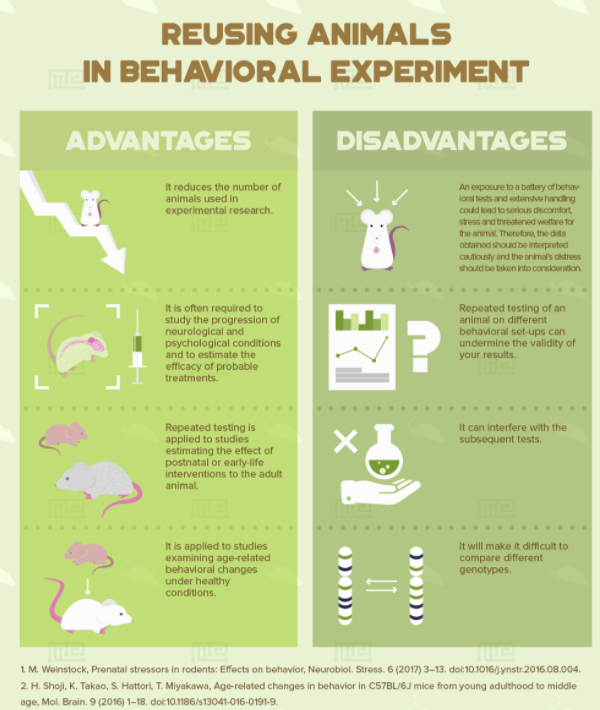 REUSING ANIMALS
IN BEHAVIORAL EXPERIMENT
ADVANTAGES
It reduces the number of
animals used in
experimental research.
It is often required to
study the progression of
neurological and
psychological conditions
and to estimate the
efficacy of probable
treatments.
Repeated testing is
applied to studies
estimating the effect of
postnatal or early-life
interventions to the adult
animal.
It is applied to studies
examining age-related
behavioral changes
under healthy
conditions.
DISADVANTAGES
An exposure to a battery of behav-
ioral tests and extensive handling
could lead to serious discomfort,
stress and threatened welfare for
the animal. Therefore, the data
obtained should be interpreted
cautiously and the animal's distress
should be taken into consideration.
Repeated testing of an
animal on different
behavioral set-ups can
undermine the validity of
your results.
?
It can interfere with the
subsequent tests.
It will make it difficult to
compare different
genotypes.
1. M. Weinstock, Prenatal stressors in rodents: Effects on behavior, Neurobiol. Stress. 6 (2017) 3–13. doi:10.1016/j.ynstr.2016.08.004.
2. H. Shoji, K. Takao, S. Hattori, T. Miyakawa, Age-related changes in behavior in C57BL/6J mice from young adulthood to middle
age, Mol. Brain. 9 (2016) 1–18. doi:10.1186/s13041-016-0191-9.